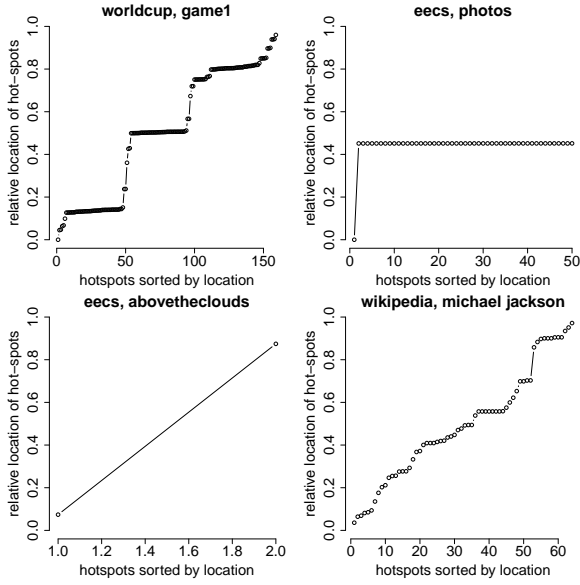 worldcup, game1
relative location of hot−spots
0.0 0.2 0.4 0.6 0.8 1.0
0 50 100 150
hotspots sorted by location
eecs, photos
relative location of hot−spots
0.0 0.2 0.4 0.6 0.8 1.0
0 10 20 30 40 50
hotspots sorted by location
eecs, abovetheclouds
relative location of hot−spots
0.0 0.2 0.4 0.6 0.8 1.0
1.0 1.2 1.4 1.6 1.8 2.0
hotspots sorted by location
wikipedia, michael jackson
relative location of hot−spots
0.0 0.2 0.4 0.6 0.8 1.0
0 10 20 30 40 50 60
hotspots sorted by location